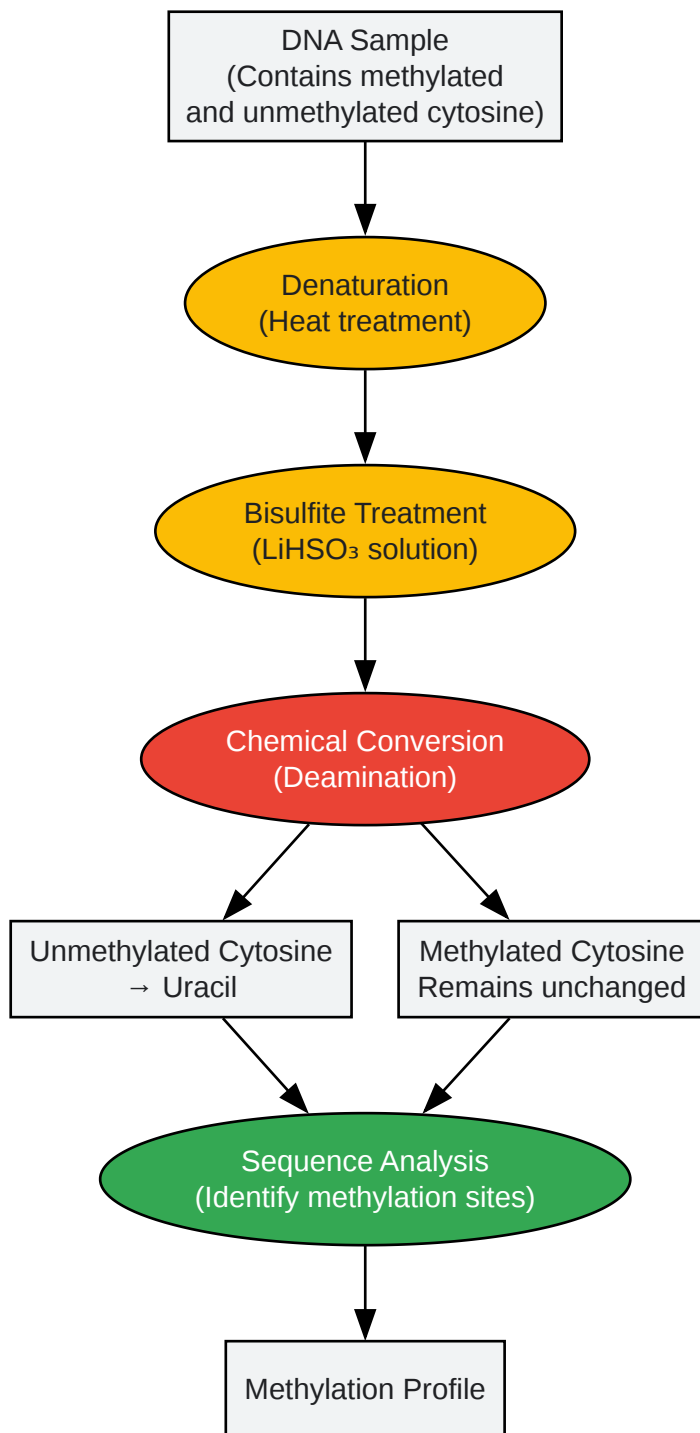 DNA Sample
(Contains methylated
and unmethylated cytosine)
Denaturation
(Heat treatment)
Bisulfite Treatment
(LiHSO₃ solution)
Chemical Conversion
(Deamination)
Unmethylated Cytosine
→ Uracil
Methylated Cytosine
Remains unchanged
Sequence Analysis
(Identify methylation sites)
Methylation Profile